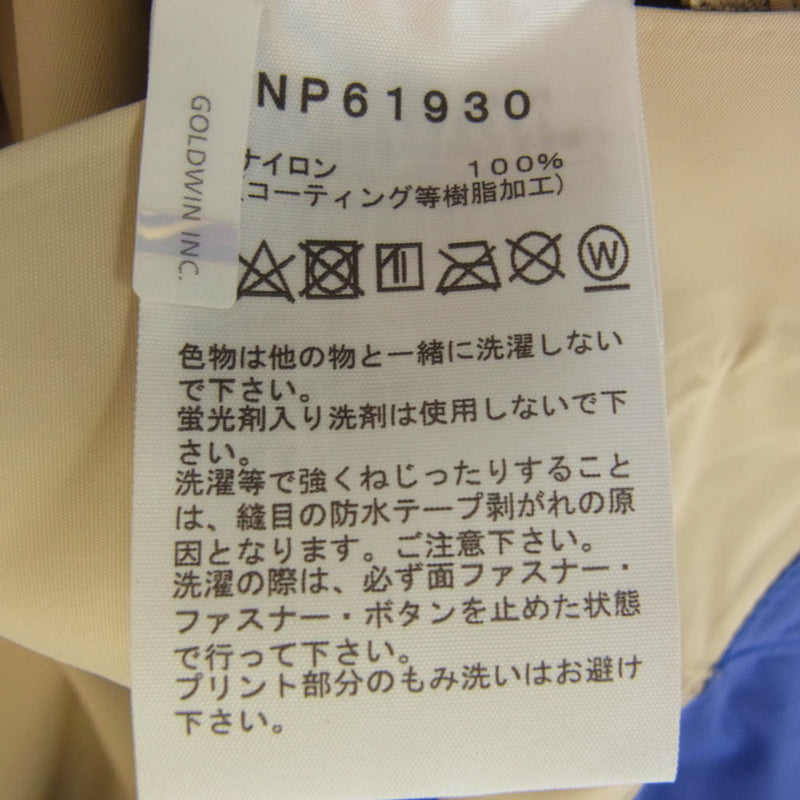 GOLDWIN INC.
NP61930
ナイロン 100%
(コーティング等樹脂加工)
W
色物は他の物と一緒に洗濯しない
で下さい。
蛍光剤入り洗剤は使用しないで下
さい。
洗濯等で強くねじったりすること
は、縫目の防水テープ剥がれの原
因となります。ご注意下さい。
洗濯の際は、必ず面ファスナー・
ファスナー・ボタンを止めた状態
で行って下さい。
プリント部分のもみ洗いはお避け
下さい。